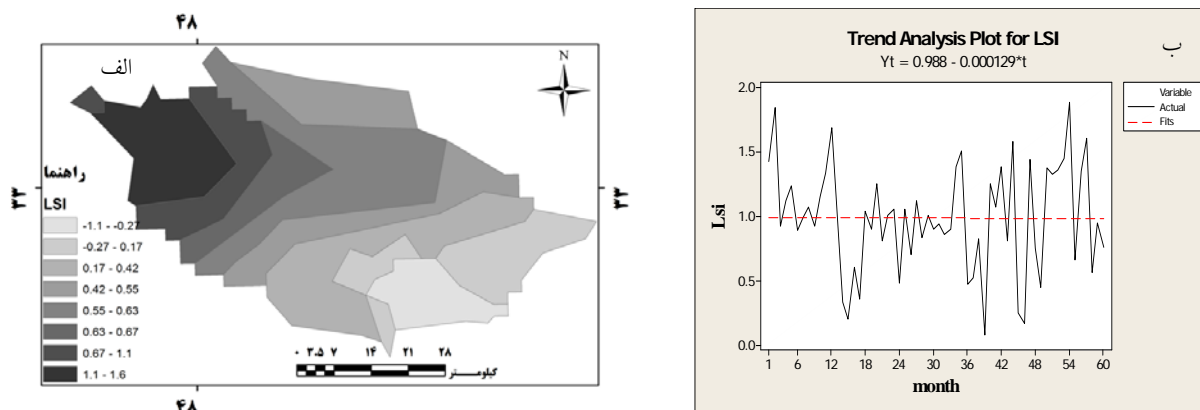 ۴۸
الف
N
۳۳
۳۳
راهنما
LSI
-1.1 - -0.27
-0.27 - 0.17
0.17 - 0.42
0.42 - 0.55
0.55 - 0.63
0.63 - 0.67
0.67 - 1.1
1.1 - 1.6
۰ ۳.۵ ۷ ۱۴ ۲۱ ۲۸
کیلومتر
۴۸
Trend Analysis Plot for LSI
ب
Yt = 0.988 - 0.000129*t
Variable
Actual
Fits
2.0
1.5
1.0
0.5
0.0
Lsi
1 6 12 18 24 30 36 42 48 54 60
month